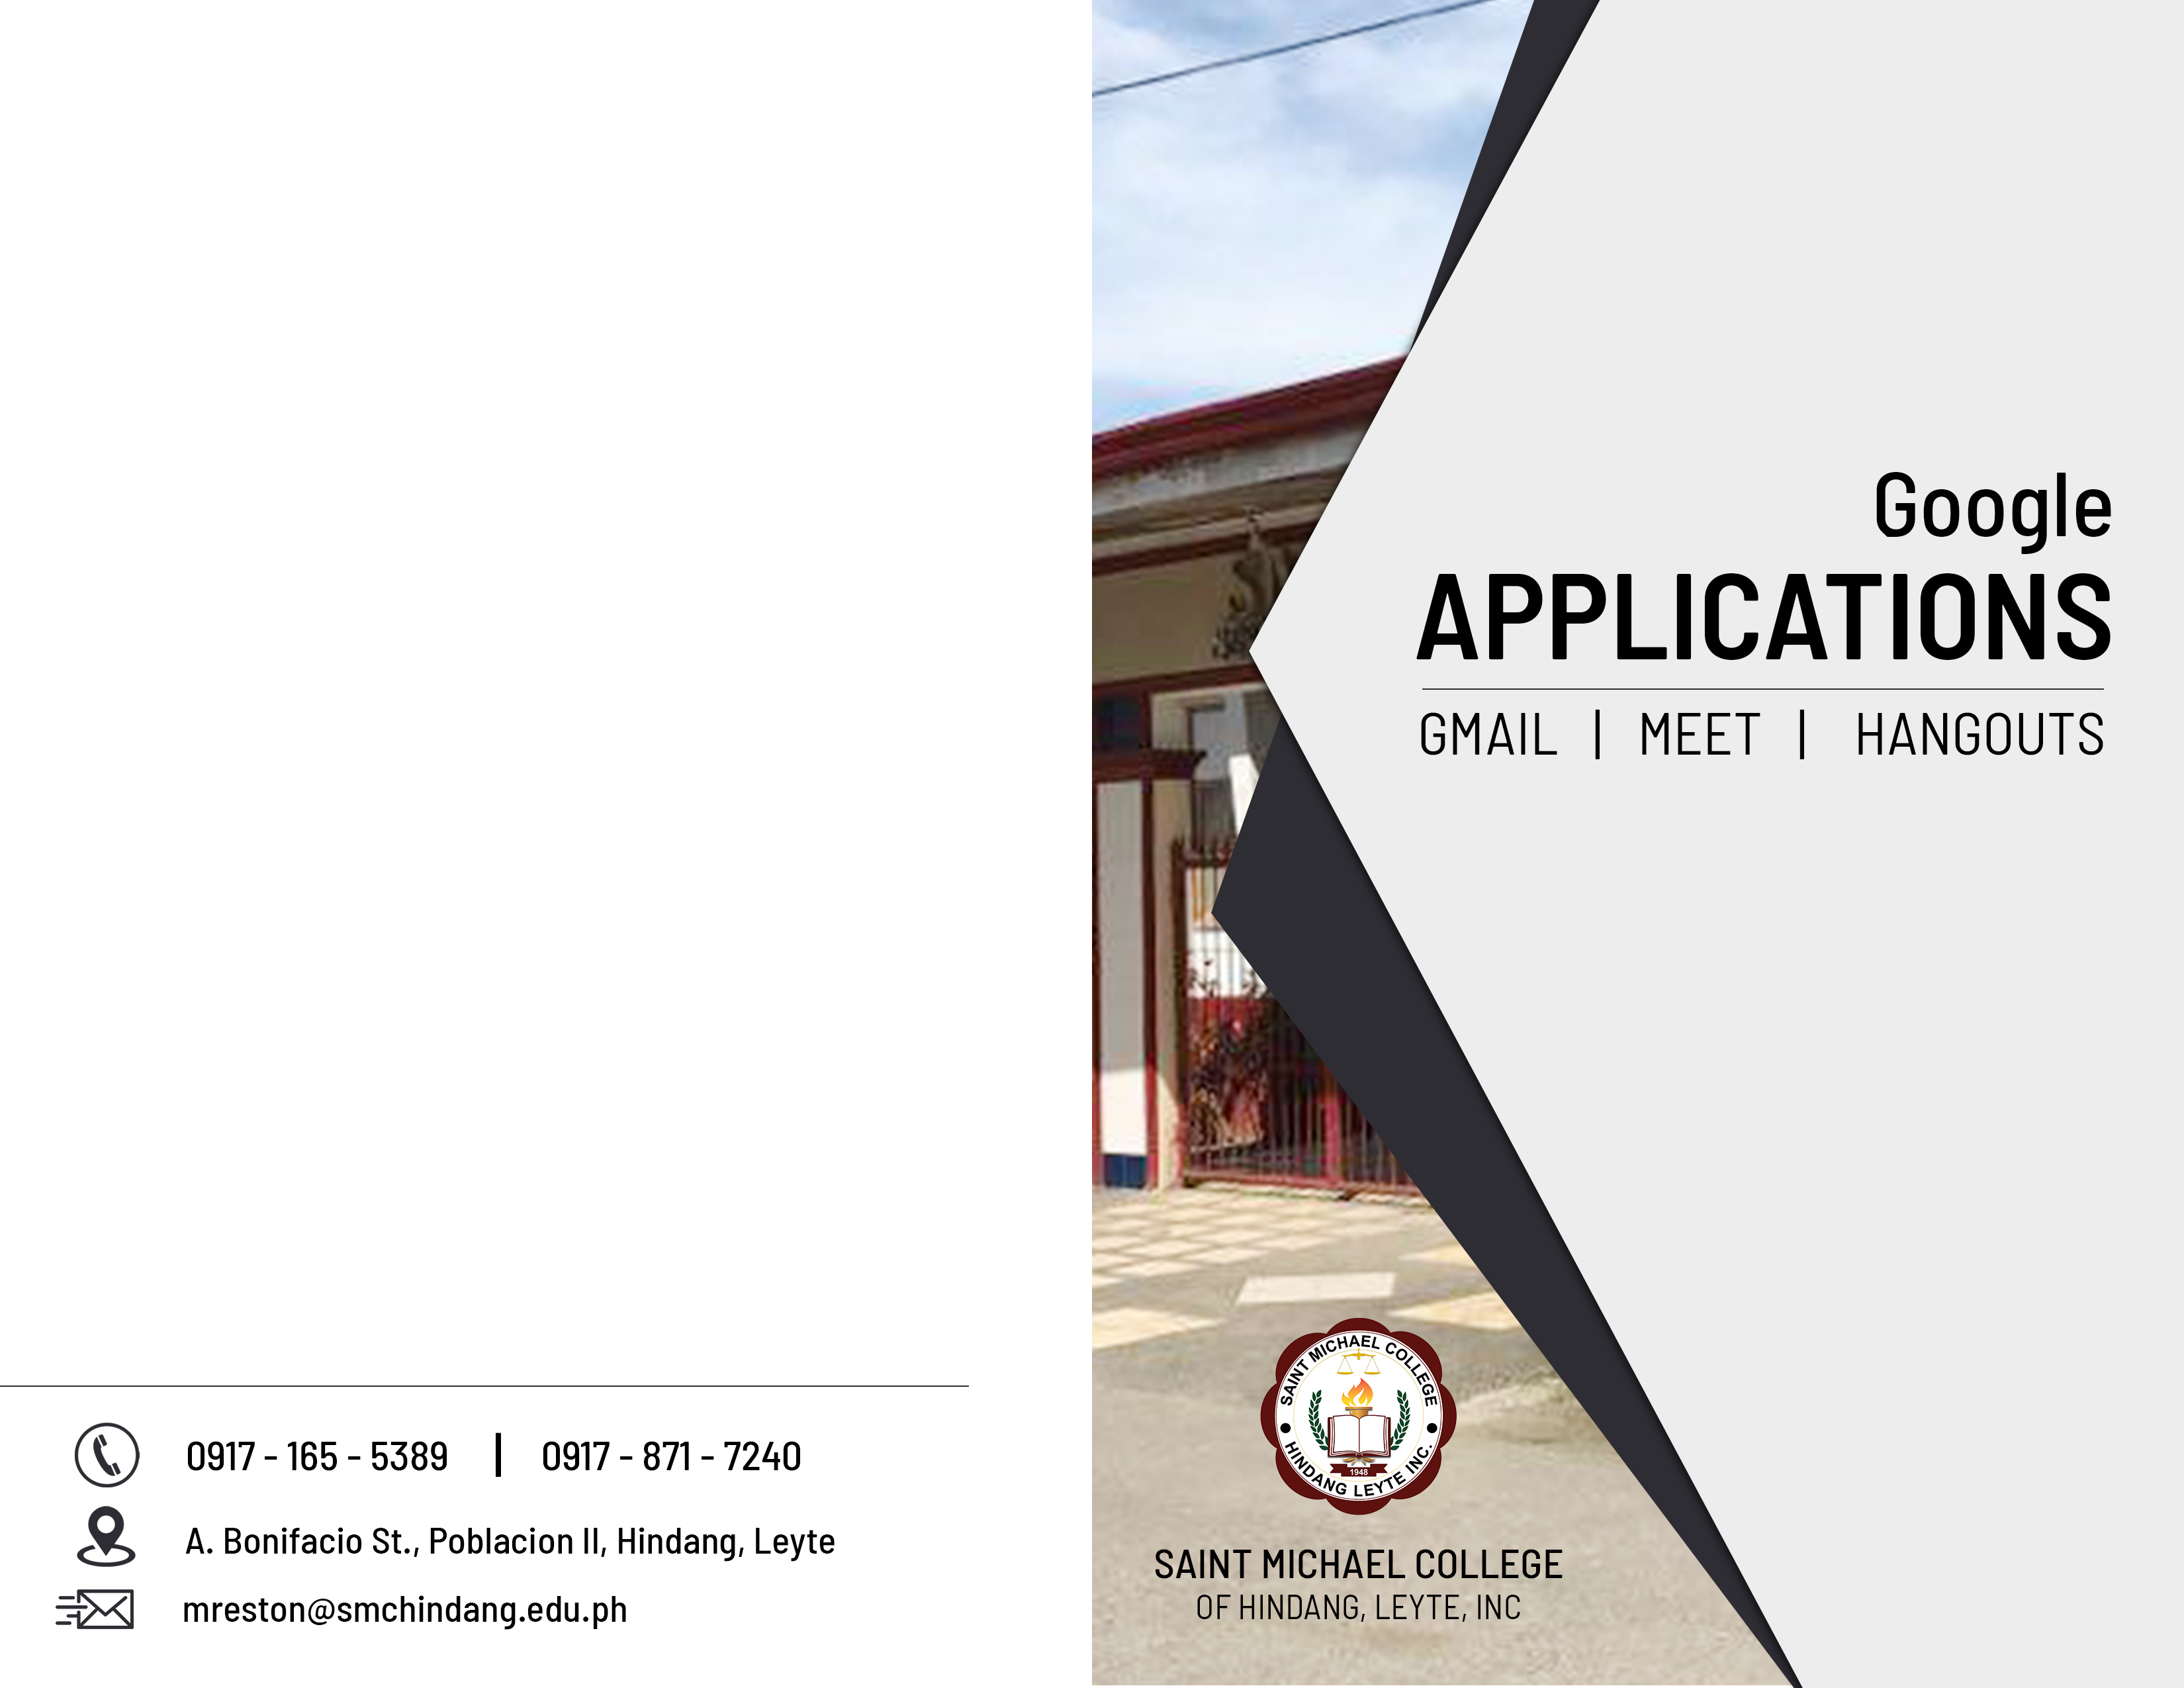 0917 - 165 - 5389 | 0917 - 871 - 7240
A. Bonifacio St., Poblacion II, Hindang, Leyte
mreston@smchindang.edu.ph
Google
APPLICATIONS
GMAIL | MEET | HANGOUTS
SAINT MICHAEL COLLEGE
HINDANG LEYTE INC.
1948
SAINT MICHAEL COLLEGE
OF HINDANG, LEYTE, INC